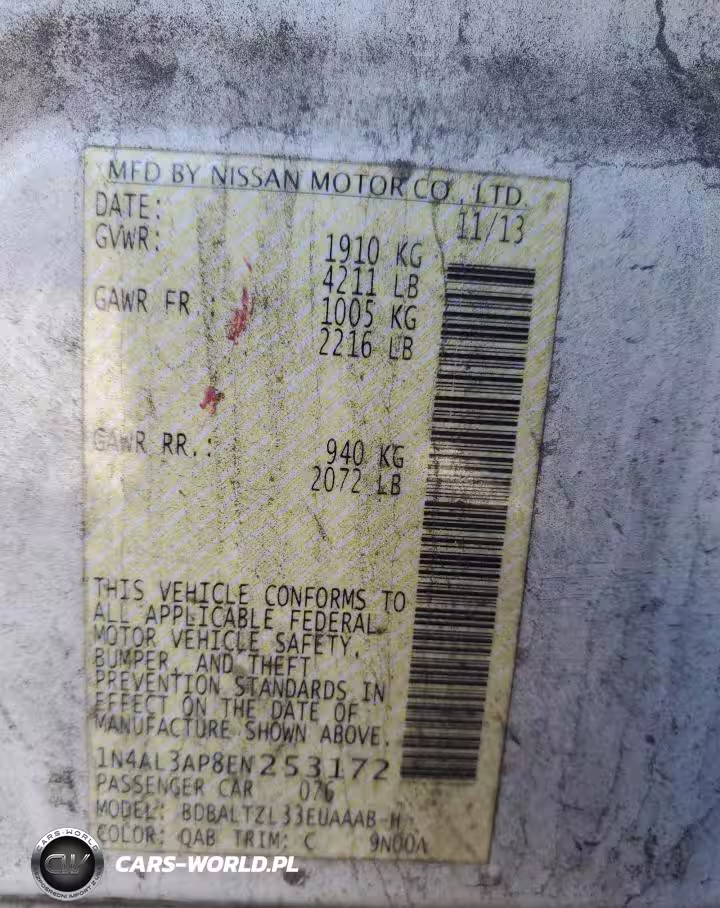 MFD BY NISSAN MOTOR CO., LTD.
DATE: 11/13
GVWR: 1910 KG
4211 LB
GAWR FR. 1005 KG
2216 LB
GAWR RR.: 940 KG
2072 LB
THIS VEHICLE CONFORMS TO
ALL APPLICABLE FEDERAL
MOTOR VEHICLE SAFETY,
BUMPER, AND THEFT
PREVENTION STANDARDS IN
EFFECT ON THE DATE OF
MANUFACTURE SHOWN ABOVE.
1N4AL3AP8EN253172
PASSENGER CAR 076
MODEL: BDBALTZL33EUAAAB-H
COLOR: QAB TRIM: C 9N00A
CARS-WORLD
CW
CARS-WORLD.PL